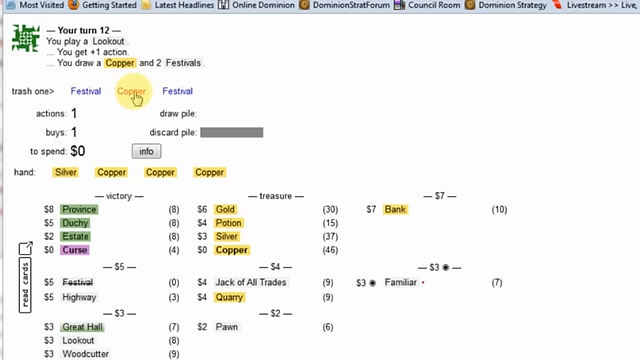 Most Visited Getting Started Latest Headlines Online Dominion DominionStratForum Council Room Dominion Strategy Livestream >> Live,
— Your turn 12 —
You play a Lookout.
... You get +1 action.
... You draw a Copper and 2 Festivals.
trash one> Festival Copper Festival
actions: 1 draw pile:
buys: 1 discard pile:
to spend: $0 info
hand: Silver Copper Copper Copper
— victory — — treasure — — $7 —
$8 Province (8) $6 Gold (30) $7 Bank (10)
$5 Duchy (8) $4 Potion (15)
$2 Estate (8) $3 Silver (37)
$0 Curse (4) $0 Copper (46)
read cards
— $5 — — $4 — — $3 ◉ —
$5 Festival (0) $4 Jack of All Trades (9) $3 ◉ Familiar (7)
$5 Highway (3) $4 Quarry (9)
— $3 — — $2 —
$3 Great Hall (7) $2 Pawn (6)
$3 Lookout (8)
$3 Woodcutter (9)